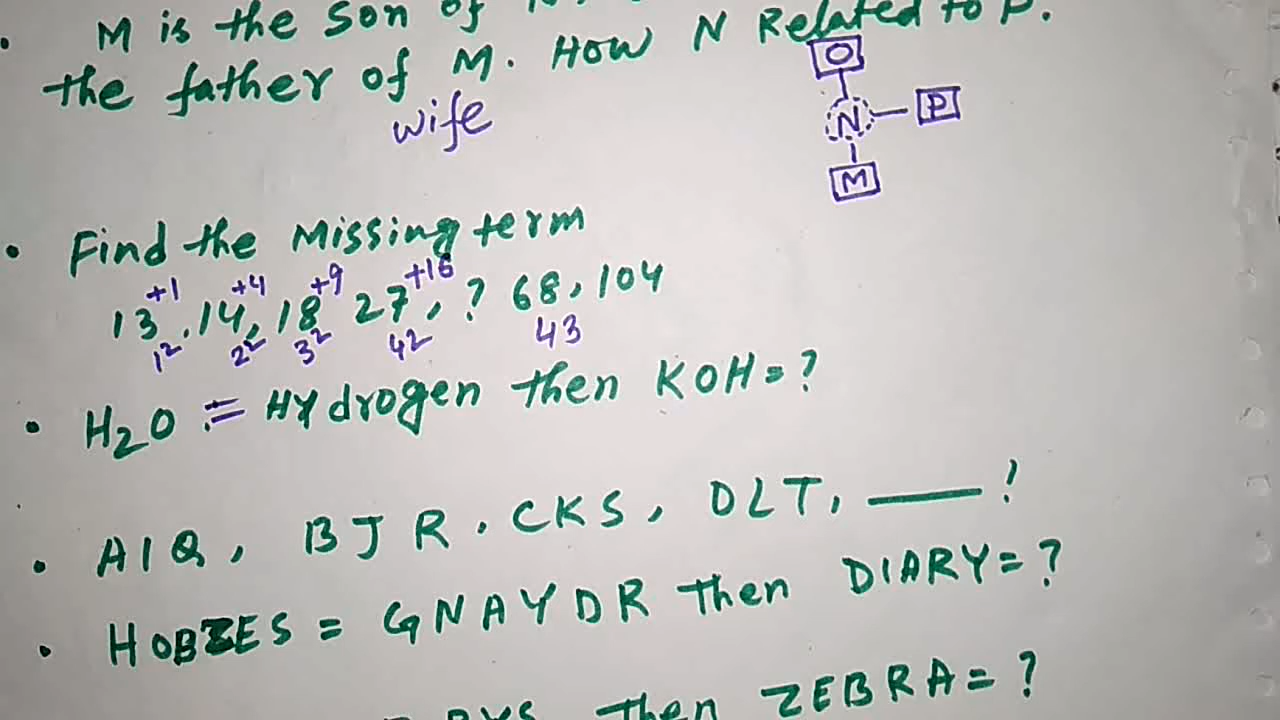 M is the son of N.
the father of M. How N Related to P.
wife
O
N
P
M
• Find the Missing term
+1 +4 +9 +16
13, 14, 18 27, ? 68, 104
1² 2² 3² 42 43
• H2O = Hydrogen then KOH = ?
• AIQ, BJR, CKS, DLT, ___ ?
• HOBZES = GNAYDR then DIARY = ?
then ZEBRA = ?